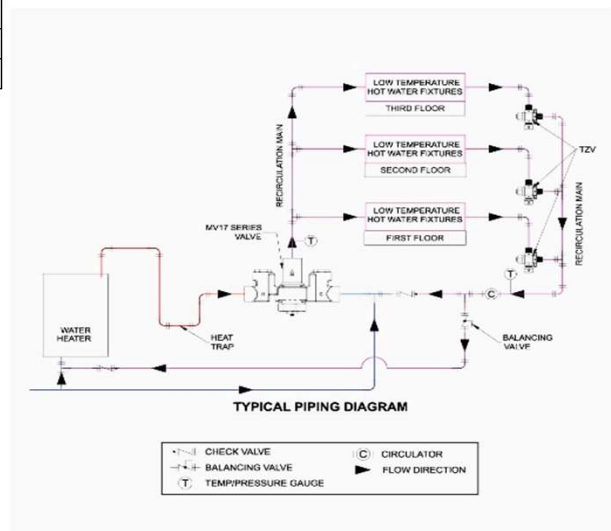 LOW TEMPERATURE
HOT WATER FIXTURES
THIRD FLOOR
LOW TEMPERATURE
HOT WATER FIXTURES
SECOND FLOOR
LOW TEMPERATURE
HOT WATER FIXTURES
FIRST FLOOR
TZV
RECIRCULATION MAIN
RECIRCULATION MAIN
MV17 SERIES
VALVE
T
T
C
WATER
HEATER
HEAT
TRAP
BALANCING
VALVE
TYPICAL PIPING DIAGRAM
CHECK VALVE
BALANCING VALVE
T TEMP/PRESSURE GAUGE
C CIRCULATOR
FLOW DIRECTION